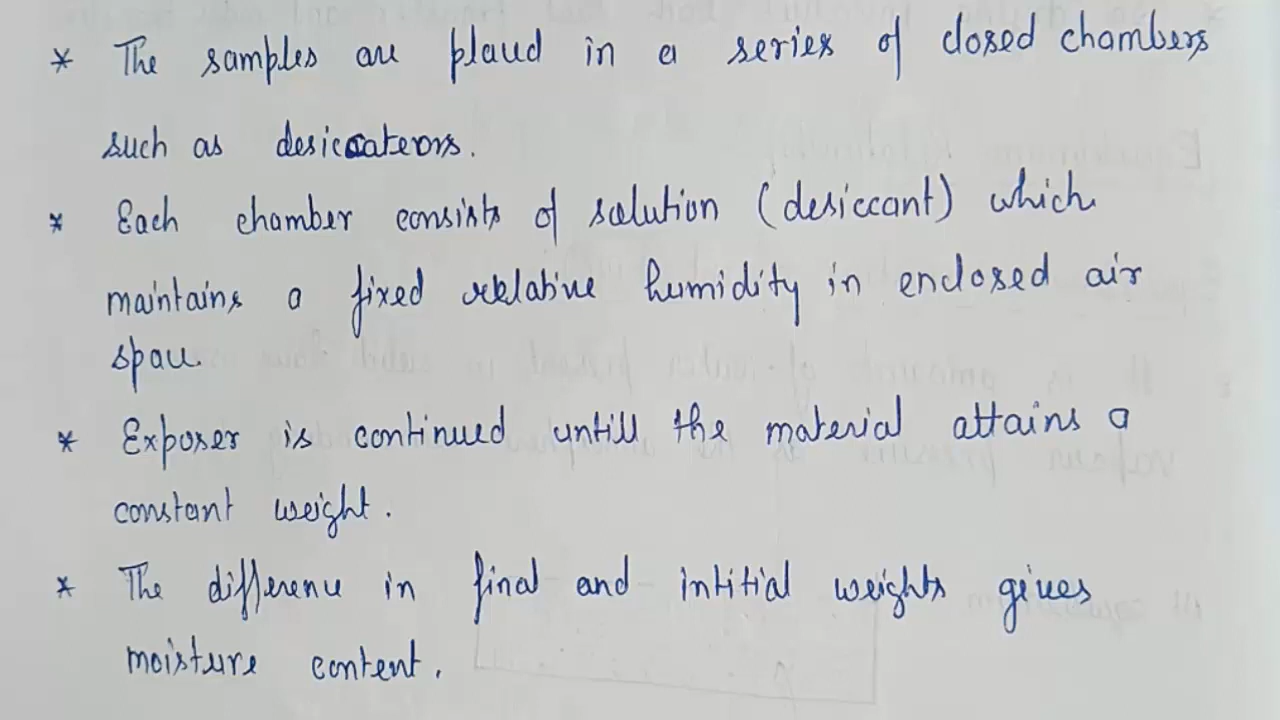 * The samples are placed in a series of closed chambers
such as desiccateors.
* Each chamber consists of solution (desiccant) which
maintains a fixed relative humidity in enclosed air
space.
* Exposer is continued untill the material attains a
constant weight.
* The difference in final and intitial weights gives
moisture content.